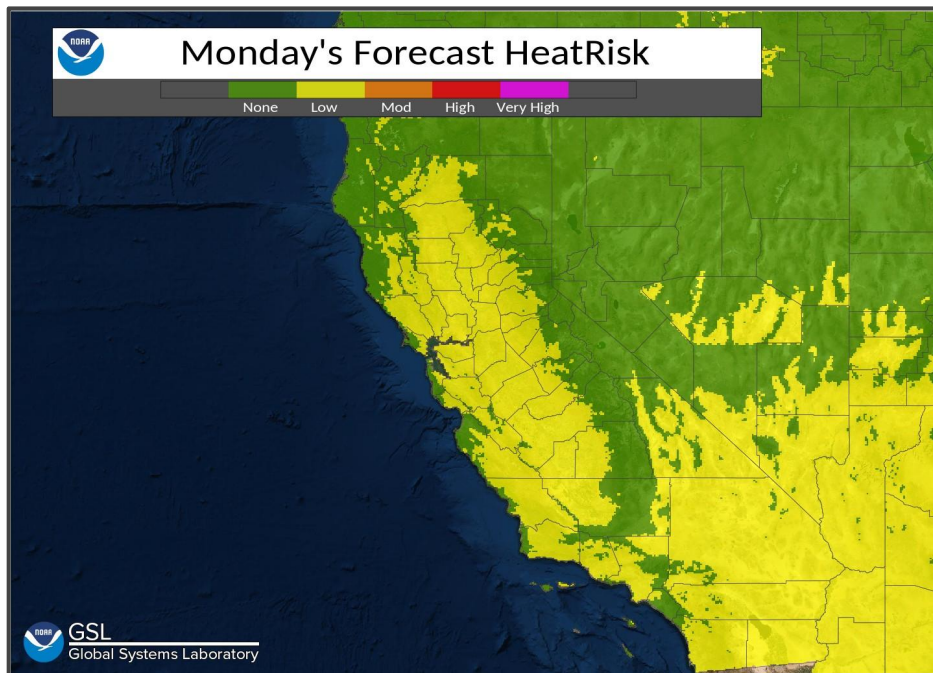 NOAA
Monday's Forecast HeatRisk
None Low Mod High Very High
NOAA
GSL
Global Systems Laboratory